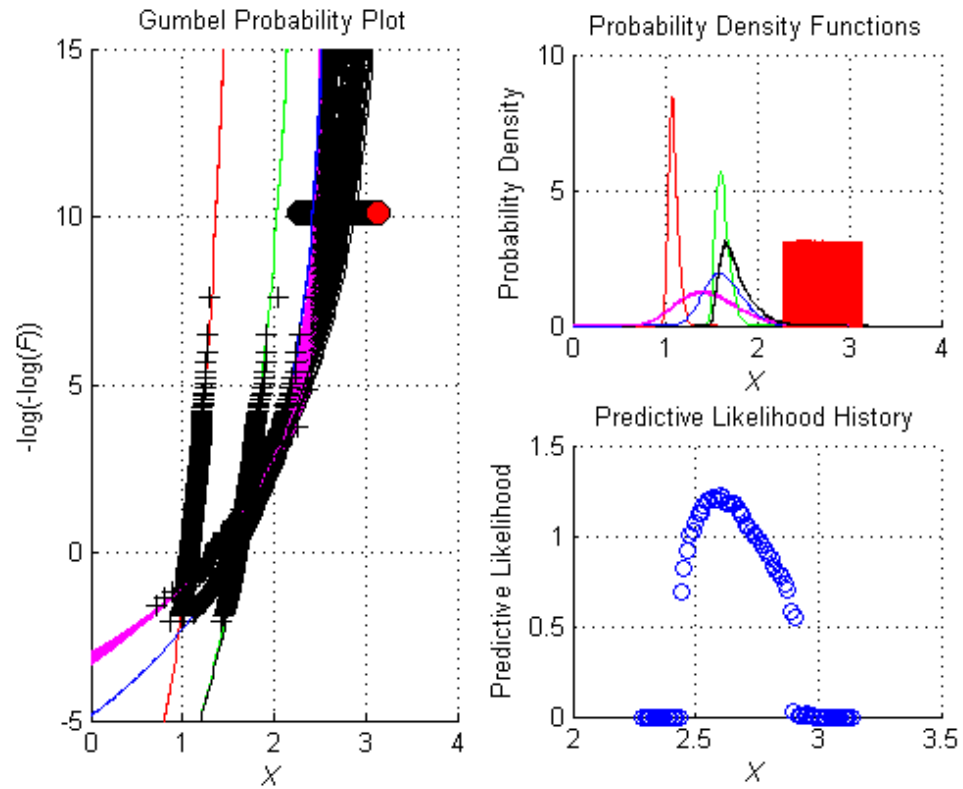 Gumbel Probability Plot
-log(-log(F))
15
10
5
0
-5
0 1 2 3 4
X
Probability Density Functions
Probability Density
10
5
0
0 1 2 3 4
X
Predictive Likelihood History
Predictive Likelihood
1.5
1
0.5
0
2 2.5 3 3.5
X